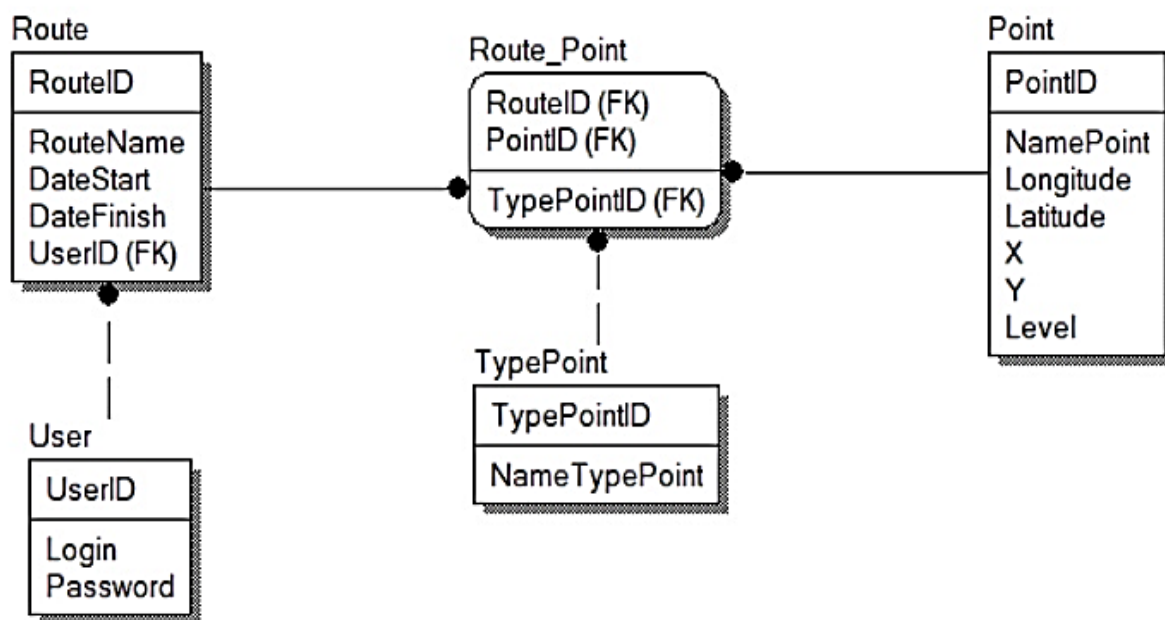 Route
RouteID
RouteName
DateStart
DateFinish
UserID (FK)
Route_Point
RouteID (FK)
PointID (FK)
TypePointID (FK)
Point
PointID
NamePoint
Longitude
Latitude
X
Y
Level
TypePoint
TypePointID
NameTypePoint
User
UserID
Login
Password